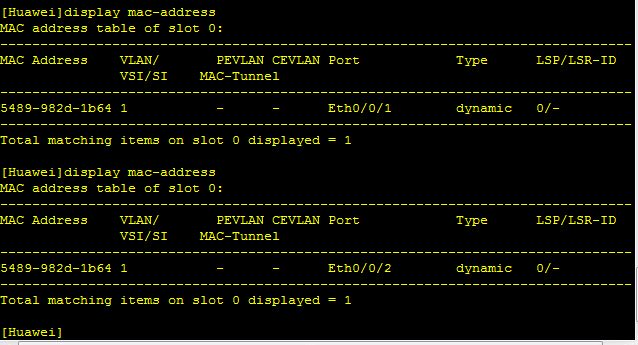 [Huawei]display mac-address
MAC address table of slot 0:
-------------------------------------------------------------------------------
MAC Address    VLAN/       PEVLAN CEVLAN Port            Type      LSP/LSR-ID
               VSI/SI    MAC-Tunnel
-------------------------------------------------------------------------------
5489-982d-1b64 1           -      -      Eth0/0/1        dynamic   0/-
-------------------------------------------------------------------------------
Total matching items on slot 0 displayed = 1

[Huawei]display mac-address
MAC address table of slot 0:
-------------------------------------------------------------------------------
MAC Address    VLAN/       PEVLAN CEVLAN Port            Type      LSP/LSR-ID
               VSI/SI    MAC-Tunnel
-------------------------------------------------------------------------------
5489-982d-1b64 1           -      -      Eth0/0/2        dynamic   0/-
-------------------------------------------------------------------------------
Total matching items on slot 0 displayed = 1

[Huawei]